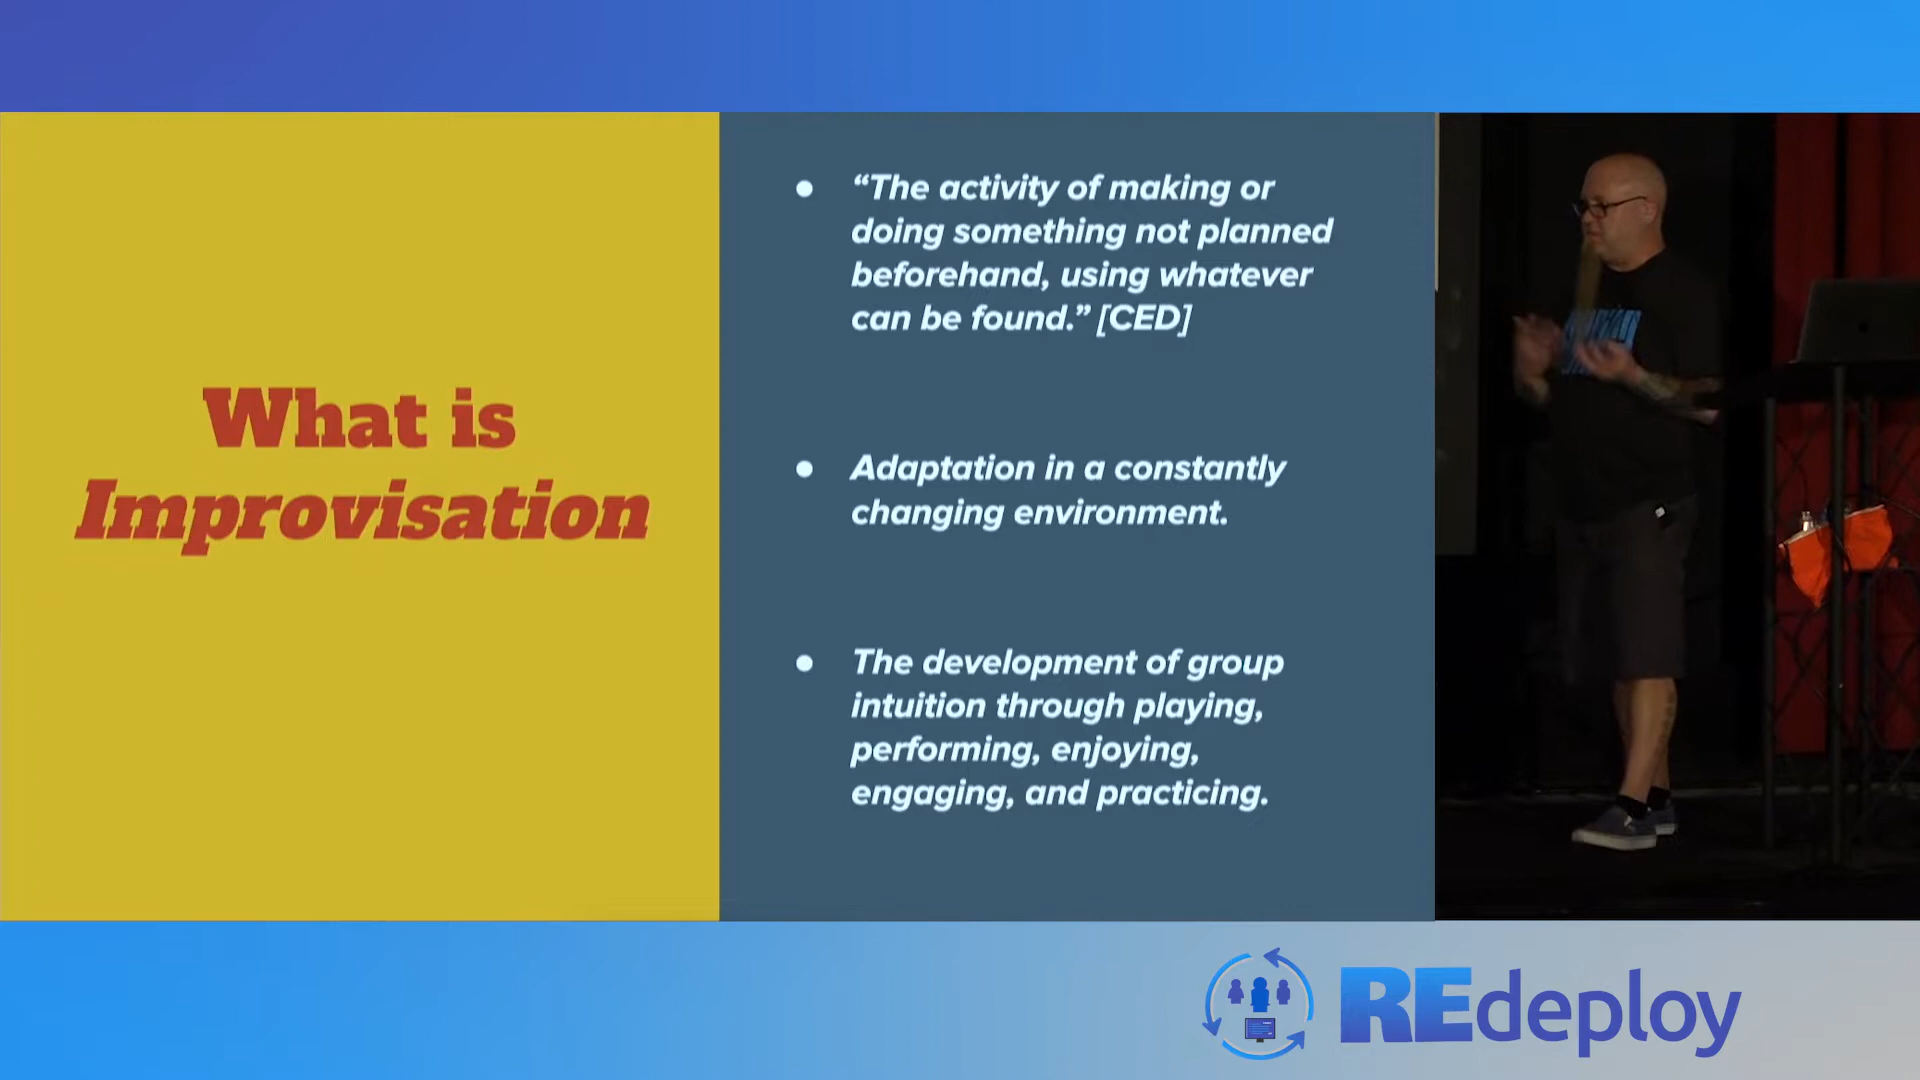 What is
Improvisation
● “The activity of making or
doing something not planned
beforehand, using whatever
can be found.” [CED]
● Adaptation in a constantly
changing environment.
● The development of group
intuition through playing,
performing, enjoying,
engaging, and practicing.
REdeploy